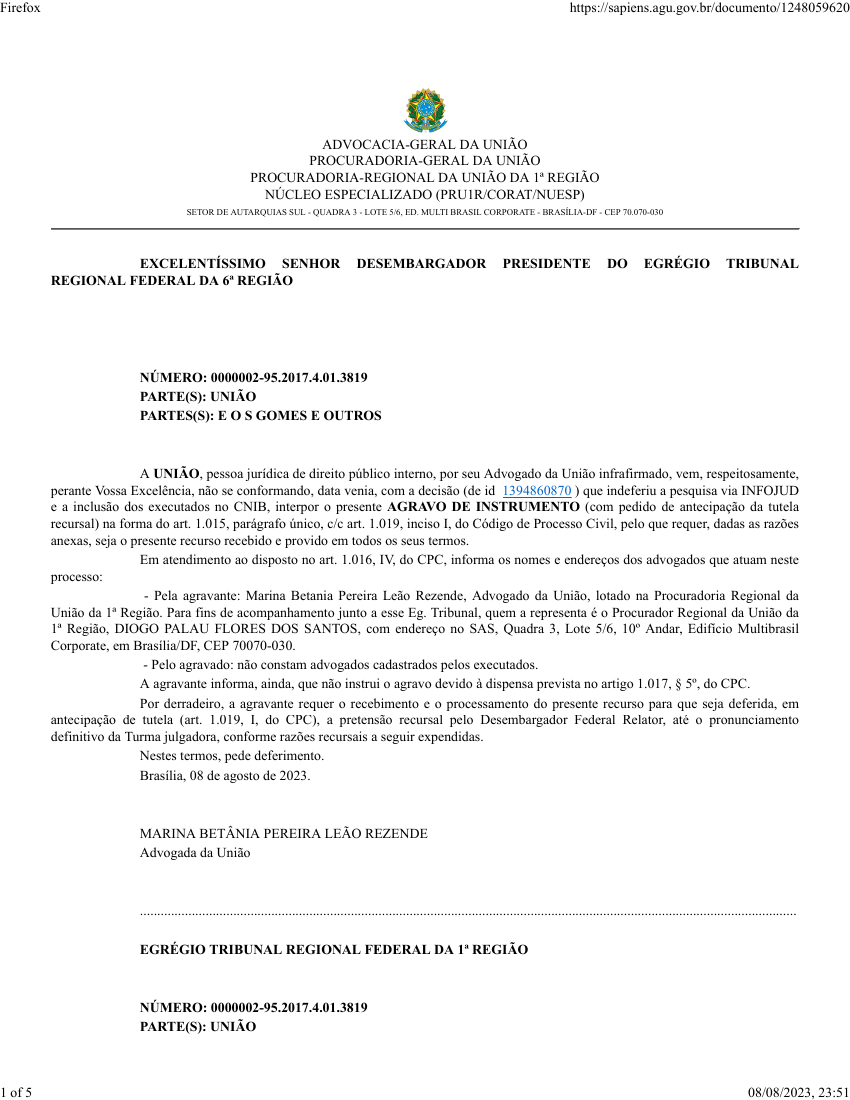 Firefox
https://sapiens.agu.gov.br/documento/1248059620
ADVOCACIA-GERAL DA UNIÃO
PROCURADORIA-GERAL DA UNIÃO
PROCURADORIA-REGIONAL DA UNIÃO DA 1ª REGIÃO
NÚCLEO ESPECIALIZADO (PRU1R/CORAT/NUESP)
SETOR DE AUTARQUIAS SUL - QUADRA 3 - LOTE 5/6, ED. MULTI BRASIL CORPORATE - BRASÍLIA-DF - CEP 70.070-030
EXCELENTÍSSIMO SENHOR DESEMBARGADOR PRESIDENTE DO EGRÉGIO TRIBUNAL
REGIONAL FEDERAL DA 6ª REGIÃO
NÚMERO: 0000002-95.2017.4.01.3819
PARTE(S): UNIÃO
PARTES(S): E O S GOMES E OUTROS
A UNIÃO, pessoa jurídica de direito público interno, por seu Advogado da União infrafirmado, vem, respeitosamente,
perante Vossa Excelência, não se conformando, data venia, com a decisão (de id 1394860870 ) que indeferiu a pesquisa via INFOJUD
e a inclusão dos executados no CNIB, interpor o presente AGRAVO DE INSTRUMENTO (com pedido de antecipação da tutela
recursal) na forma do art. 1.015, parágrafo único, c/c art. 1.019, inciso I, do Código de Processo Civil, pelo que requer, dadas as razões
anexas, seja o presente recurso recebido e provido em todos os seus termos.
Em atendimento ao disposto no art. 1.016, IV, do CPC, informa os nomes e endereços dos advogados que atuam neste
processo:
- Pela agravante: Marina Betania Pereira Leão Rezende, Advogado da União, lotado na Procuradoria Regional da
União da 1ª Região. Para fins de acompanhamento junto a esse Eg. Tribunal, quem a representa é o Procurador Regional da União da
1ª Região, DIOGO PALAU FLORES DOS SANTOS, com endereço no SAS, Quadra 3, Lote 5/6, 10º Andar, Edifício Multibrasil
Corporate, em Brasília/DF, CEP 70070-030.
- Pelo agravado: não constam advogados cadastrados pelos executados.
A agravante informa, ainda, que não instrui o agravo devido à dispensa prevista no artigo 1.017, § 5º, do CPC.
Por derradeiro, a agravante requer o recebimento e o processamento do presente recurso para que seja deferida, em
antecipação de tutela (art. 1.019, I, do CPC), a pretensão recursal pelo Desembargador Federal Relator, até o pronunciamento
definitivo da Turma julgadora, conforme razões recursais a seguir expendidas.
Nestes termos, pede deferimento.
Brasília, 08 de agosto de 2023.
MARINA BETÂNIA PEREIRA LEÃO REZENDE
Advogada da União
................................................................................................................................................................................................
EGRÉGIO TRIBUNAL REGIONAL FEDERAL DA 1ª REGIÃO
NÚMERO: 0000002-95.2017.4.01.3819
PARTE(S): UNIÃO
1 of 5
08/08/2023, 23:51